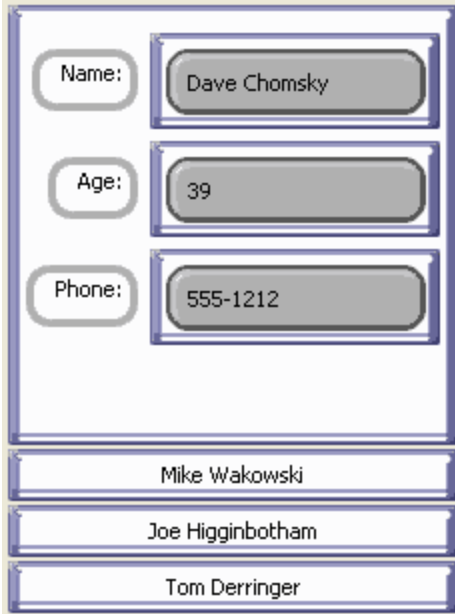 Name: Dave Chomsky
Age: 39
Phone: 555-1212
Mike Wakowski
Joe Higginbotham
Tom Derringer